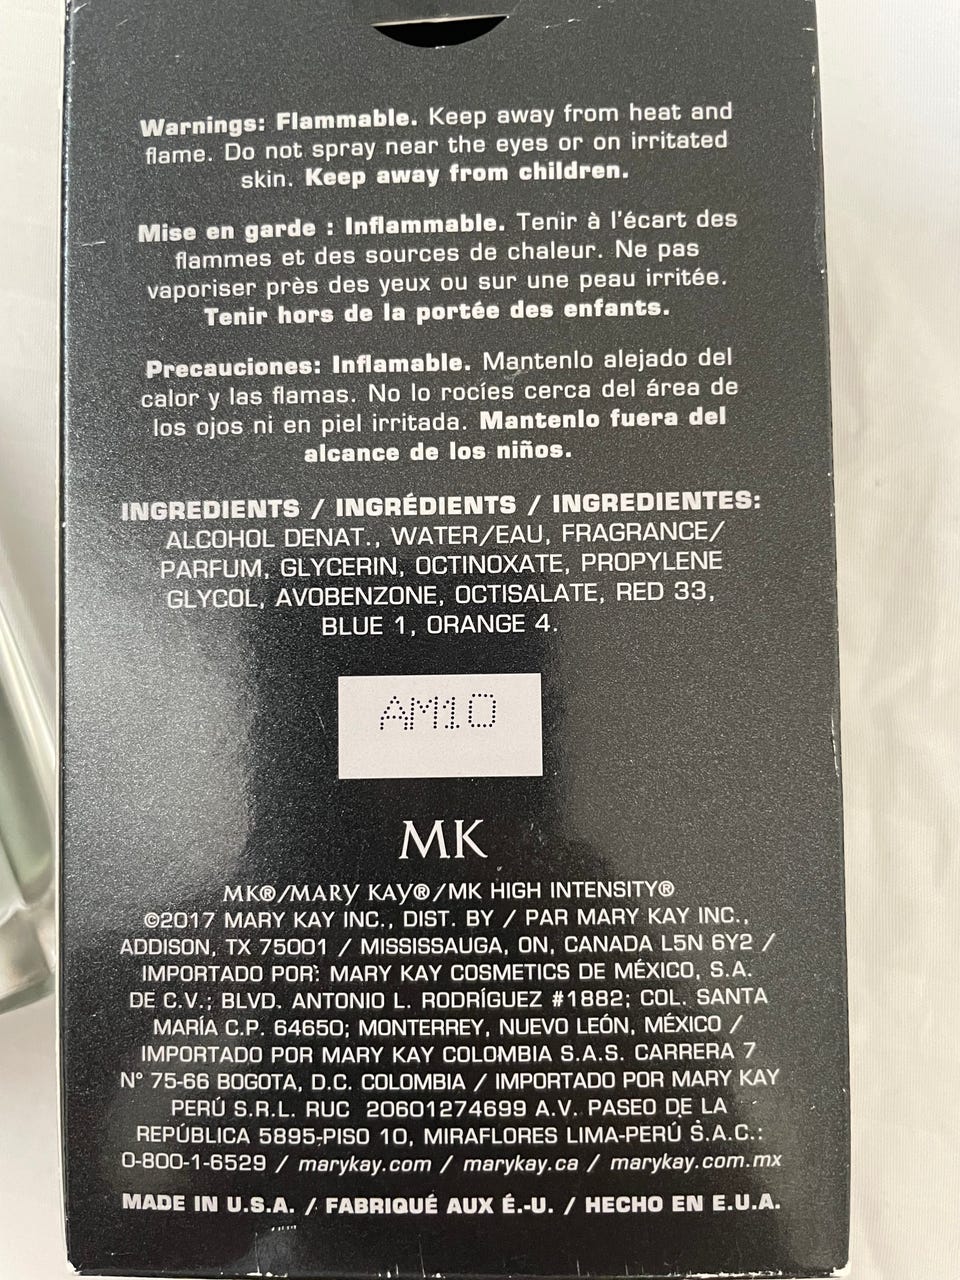 Warnings: Flammable. Keep away from heat and
flame. Do not spray near the eyes or on irritated
skin. Keep away from children.
Mise en garde : Inflammable. Tenir à l'écart des
flammes et des sources de chaleur. Ne pas
vaporiser près des yeux ou sur une peau irritée.
Tenir hors de la portée des enfants.
Precauciones: Inflamable. Mantenlo alejado del
calor y las flamas. No lo rocíes cerca del área de
los ojos ni en piel irritada. Mantenlo fuera del
alcance de los niños.
INGREDIENTS / INGRÉDIENTS / INGREDIENTES:
ALCOHOL DENAT., WATER/EAU, FRAGRANCE/
PARFUM, GLYCERIN, OCTINOXATE, PROPYLENE
GLYCOL, AVOBENZONE, OCTISALATE, RED 33,
BLUE 1, ORANGE 4.
AM10
MK
MK®/MARY KAY®/MK HIGH INTENSITY®
©2017 MARY KAY INC., DIST. BY / PAR MARY KAY INC.,
ADDISON, TX 75001 / MISSISSAUGA, ON, CANADA L5N 6Y2 /
IMPORTADO POR: MARY KAY COSMETICS DE MÉXICO, S.A.
DE C.V.; BLVD. ANTONIO L. RODRÍGUEZ #1882; COL. SANTA
MARÍA C.P. 64650; MONTERREY, NUEVO LEÓN, MÉXICO /
IMPORTADO POR MARY KAY COLOMBIA S.A.S. CARRERA 7
N° 75-66 BOGOTA, D.C. COLOMBIA / IMPORTADO POR MARY KAY
PERÚ S.R.L. RUC 20601274699 A.V. PASEO DE LA
REPÚBLICA 5895-PISO 10, MIRAFLORES LIMA-PERÚ S.A.C.:
0-800-1-6529 / marykay.com / marykay.ca / marykay.com.mx
MADE IN U.S.A. / FABRIQUÉ AUX É.-U. / HECHO EN E.U.A.